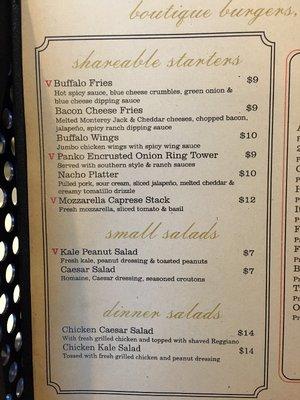 boutique burgers,
shareable starters
V Buffalo Fries $9
Hot spicy sauce, blue cheese crumbles, green onion &
blue cheese dipping sauce
Bacon Cheese Fries $9
Melted Monterey Jack & Cheddar cheeses, chopped bacon,
jalapeño, spicy ranch dipping sauce
Buffalo Wings $10
Jumbo chicken wings with spicy wing sauce
V Panko Encrusted Onion Ring Tower $9
Served with southern style & ranch sauces
Nacho Platter $10
Pulled pork, sour cream, sliced jalapeño, melted cheddar &
creamy tomatillo drizzle
V Mozzarella Caprese Stack $12
Fresh mozzarella, sliced tomato & basil
small salads
V Kale Peanut Salad $7
Fresh kale, peanut dressing & toasted peanuts
Caesar Salad $7
Romaine, Caesar dressing, seasoned croutons
dinner salads
Chicken Caesar Salad $14
With fresh grilled chicken and topped with shaved Reggiano
Chicken Kale Salad $14
Tossed with fresh grilled chicken and peanut dressing